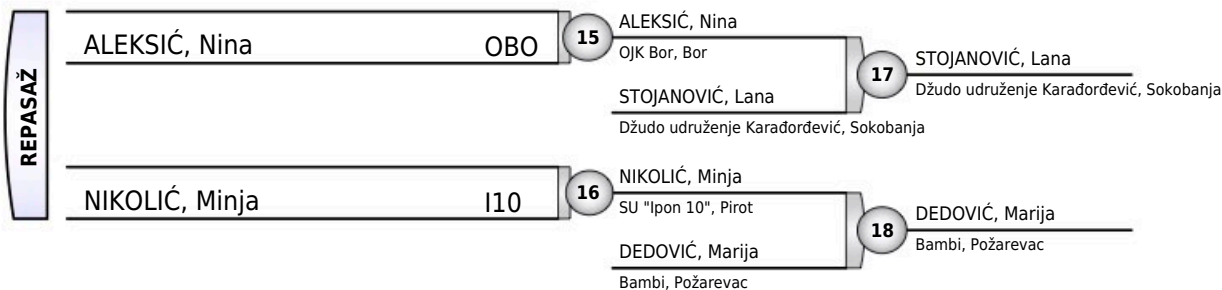 REPASAŽ
ALEKSIĆ, Nina OBO
15
ALEKSIĆ, Nina
OJK Bor, Bor
STOJANOVIĆ, Lana
Džudo udruženje Karađorđević, Sokobanja
17
STOJANOVIĆ, Lana
Džudo udruženje Karađorđević, Sokobanja
NIKOLIĆ, Minja I10
16
NIKOLIĆ, Minja
SU "Ipon 10", Pirot
DEDOVIĆ, Marija
Bambi, Požarevac
18
DEDOVIĆ, Marija
Bambi, Požarevac